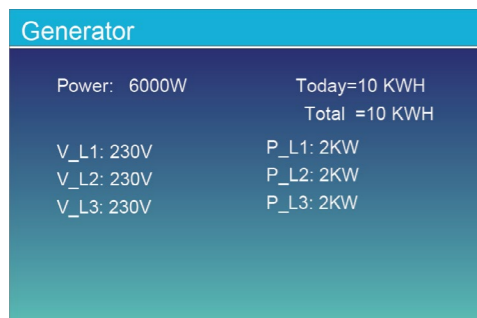 Generator
Power: 6000W Today=10 KWH
Total =10 KWH
V_L1: 230V P_L1: 2KW
V_L2: 230V P_L2: 2KW
V_L3: 230V P_L3: 2KW